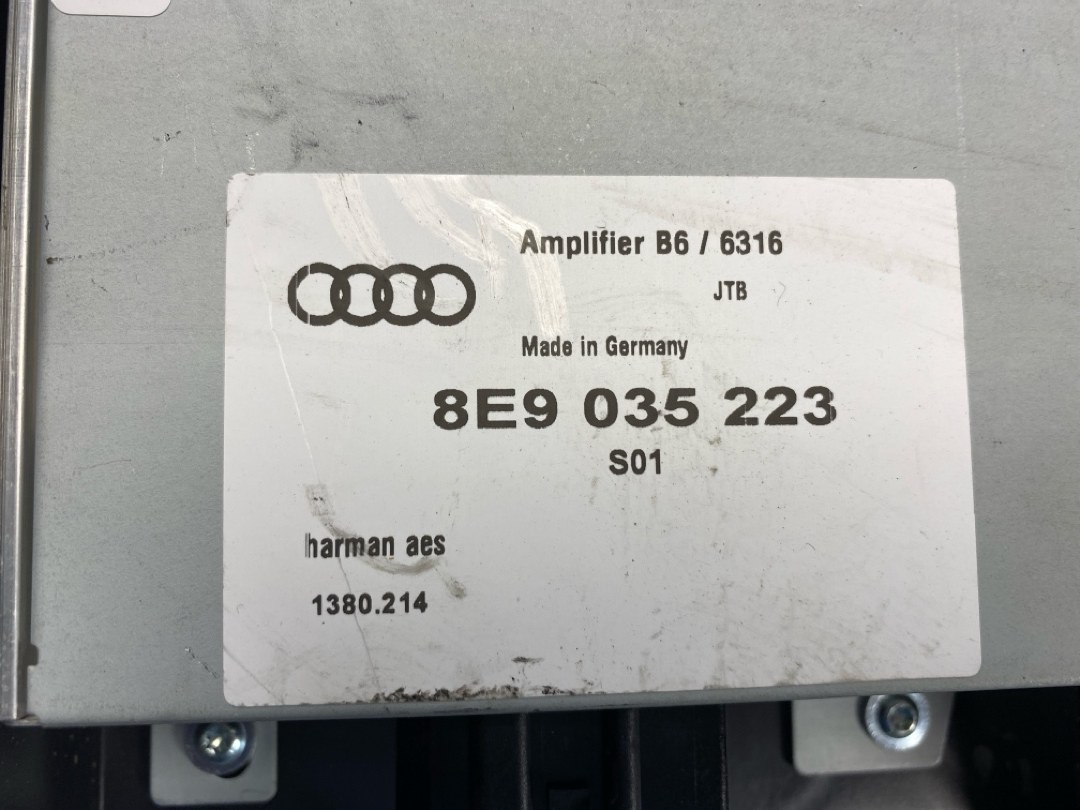 Amplifier B6 / 6316
JTB
Made in Germany
8E9 035 223
S01
harman aes
1380.214